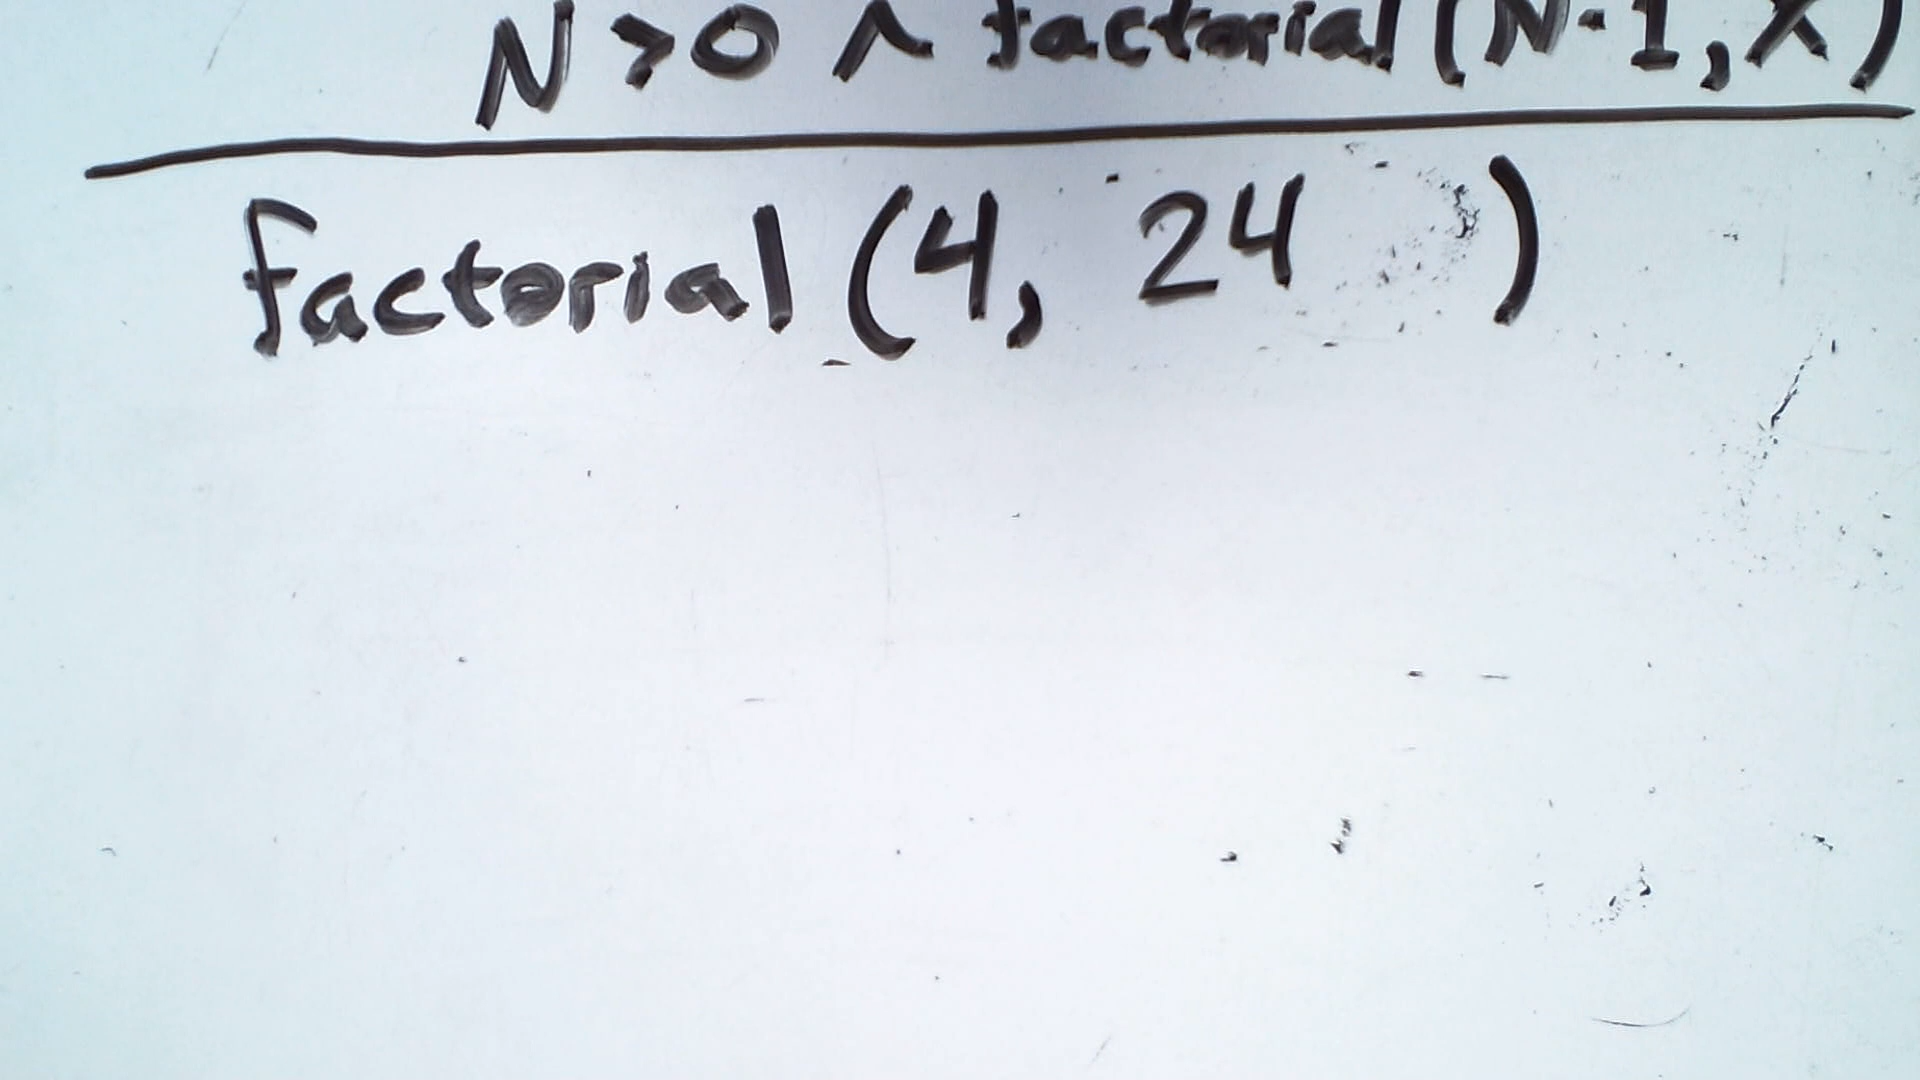 N > 0 ∧ factorial (N-1, X)
factorial (4, 24 )